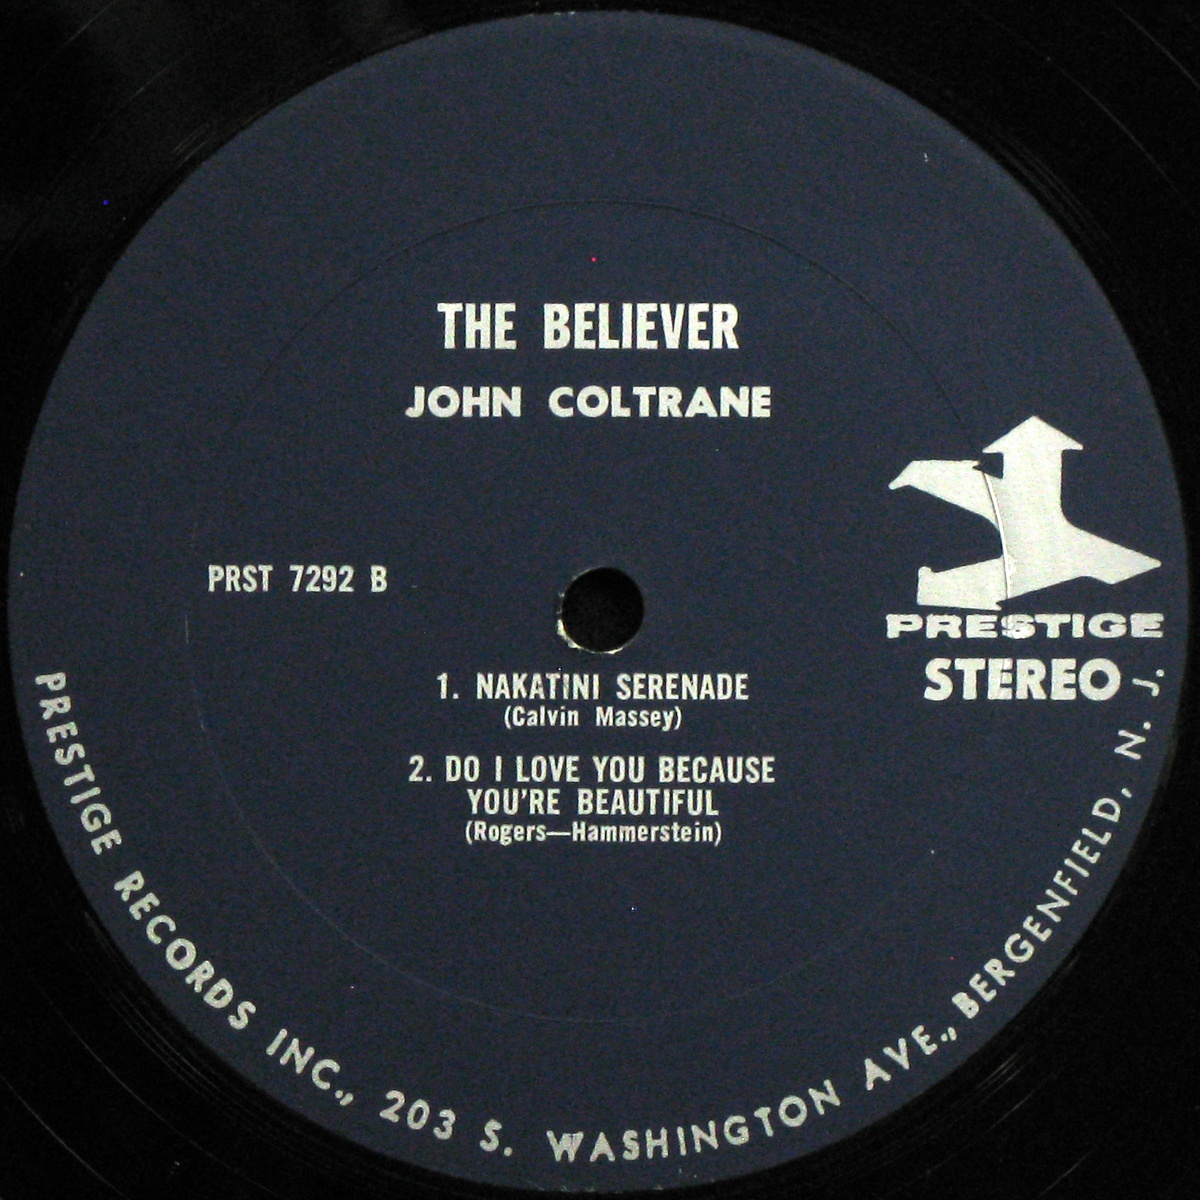 THE BELIEVER
JOHN COLTRANE
PRST 7292 B
PRESTIGE
STEREO
1. NAKATINI SERENADE
(Calvin Massey)
2. DO I LOVE YOU BECAUSE
YOU'RE BEAUTIFUL
(Rogers—Hammerstein)
PRESTIGE RECORDS INC., 203 S. WASHINGTON AVE., BERGENFIELD, N. J.